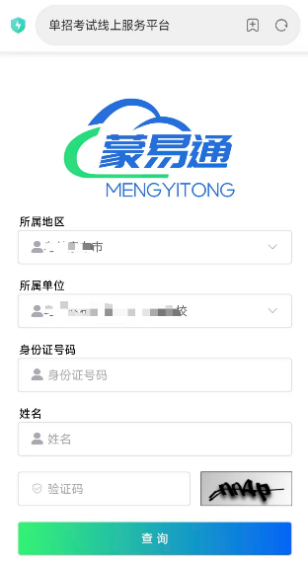 单招考试线上服务平台
蒙易通
MENGYITONG
所属地区
市
所属单位
校
身份证号码
身份证号码
姓名
姓名
验证码
查询